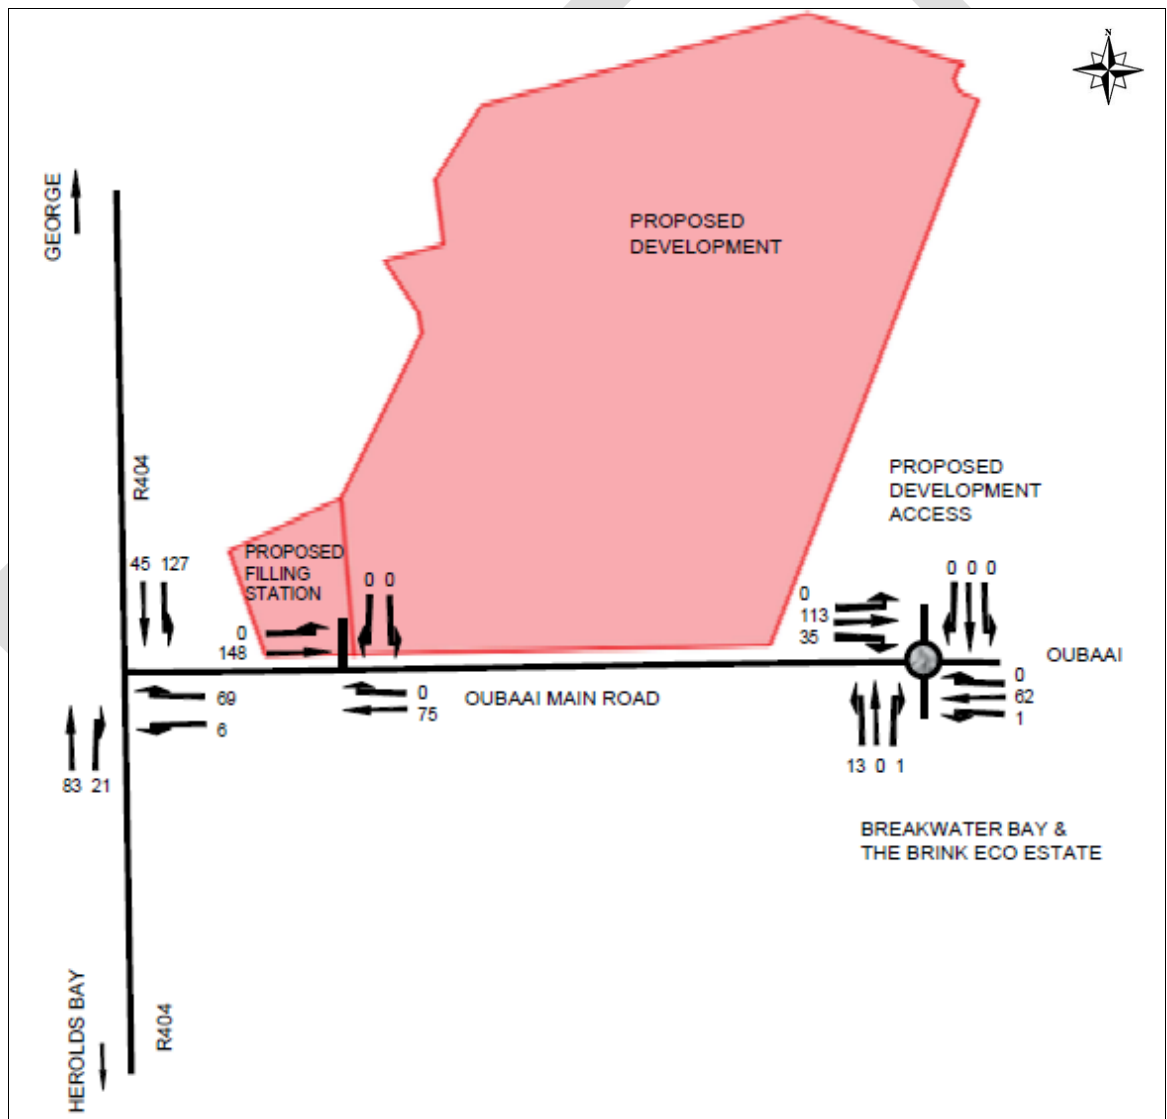 N
GEORGE
PROPOSED
DEVELOPMENT
R404
PROPOSED
DEVELOPMENT
ACCESS
45 127
PROPOSED
FILLING
STATION
0 0
0
148
0
113
35
0 0 0
OUBAAI
69
6
0
75
OUBAAI MAIN ROAD
0
62
1
83 21
13 0 1
BREAKWATER BAY &
THE BRINK ECO ESTATE
HEROLDS BAY
R404